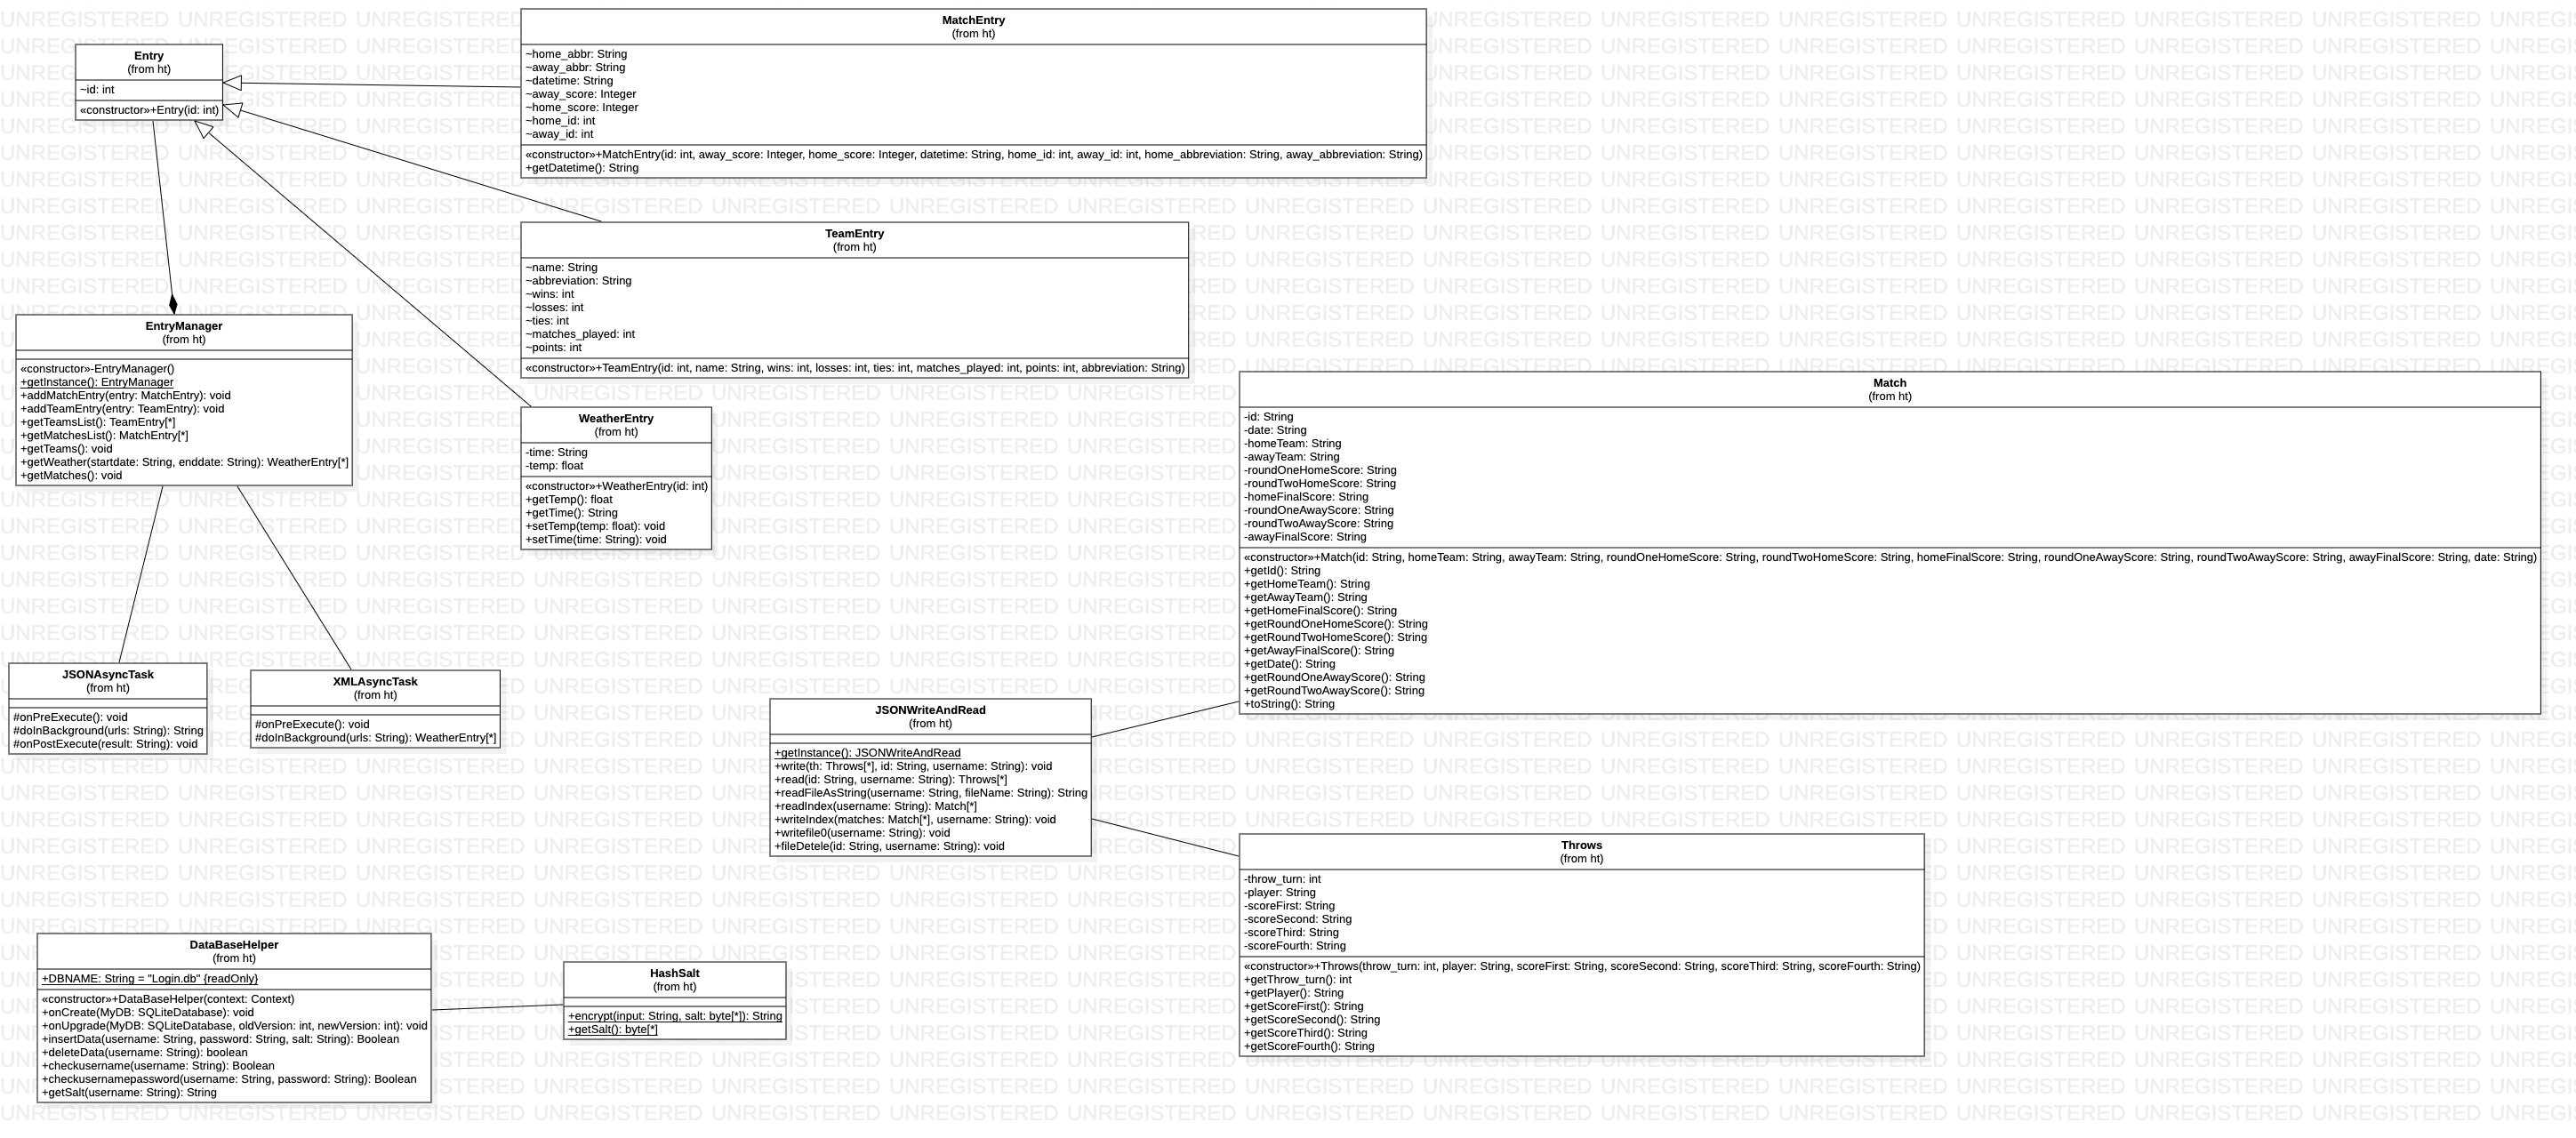 MatchEntry
(from ht)
~home_abbr: String
~away_abbr: String
~datetime: String
~away_score: Integer
~home_score: Integer
~home_id: int
~away_id: int
«constructor»+MatchEntry(id: int, away_score: Integer, home_score: Integer, datetime: String, home_id: int, away_id: int, home_abbreviation: String, away_abbreviation: String)
+getDatetime(): String
Entry
(from ht)
~id: int
«constructor»+Entry(id: int)
TeamEntry
(from ht)
~name: String
~abbreviation: String
~wins: int
~losses: int
~ties: int
~matches_played: int
~points: int
«constructor»+TeamEntry(id: int, name: String, wins: int, losses: int, ties: int, matches_played: int, points: int, abbreviation: String)
EntryManager
(from ht)
«constructor»-EntryManager()
+getInstance(): EntryManager
+addMatchEntry(entry: MatchEntry): void
+addTeamEntry(entry: TeamEntry): void
+getTeamsList(): TeamEntry[*]
+getMatchesList(): MatchEntry[*]
+getTeams(): void
+getWeather(startdate: String, enddate: String): WeatherEntry[*]
+getMatches(): void
WeatherEntry
(from ht)
-time: String
-temp: float
«constructor»+WeatherEntry(id: int)
+getTemp(): float
+getTime(): String
+setTemp(temp: float): void
+setTime(time: String): void
Match
(from ht)
-id: String
-date: String
-homeTeam: String
-awayTeam: String
-roundOneHomeScore: String
-roundTwoHomeScore: String
-homeFinalScore: String
-roundOneAwayScore: String
-roundTwoAwayScore: String
-awayFinalScore: String
«constructor»+Match(id: String, homeTeam: String, awayTeam: String, roundOneHomeScore: String, roundTwoHomeScore: String, homeFinalScore: String, roundOneAwayScore: String, roundTwoAwayScore: String, awayFinalScore: String, date: String)
+getId(): String
+getHomeTeam(): String
+getAwayTeam(): String
+getHomeFinalScore(): String
+getRoundOneHomeScore(): String
+getRoundTwoHomeScore(): String
+getAwayFinalScore(): String
+getDate(): String
+getRoundOneAwayScore(): String
+getRoundTwoAwayScore(): String
+toString(): String
JSONAsyncTask
(from ht)
#onPreExecute(): void
#doInBackground(urls: String): String
#onPostExecute(result: String): void
XMLAsyncTask
(from ht)
#onPreExecute(): void
#doInBackground(urls: String): WeatherEntry[*]
JSONWriteAndRead
(from ht)
+getInstance(): JSONWriteAndRead
+write(th: Throws[*], id: String, username: String): void
+read(id: String, username: String): Throws[*]
+readFileAsString(username: String, fileName: String): String
+readIndex(username: String): Match[*]
+writeIndex(matches: Match[*], username: String): void
+writefile0(username: String): void
+fileDetele(id: String, username: String): void
Throws
(from ht)
-throw_turn: int
-player: String
-scoreFirst: String
-scoreSecond: String
-scoreThird: String
-scoreFourth: String
«constructor»+Throws(throw_turn: int, player: String, scoreFirst: String, scoreSecond: String, scoreThird: String, scoreFourth: String)
+getThrow_turn(): int
+getPlayer(): String
+getScoreFirst(): String
+getScoreSecond(): String
+getScoreThird(): String
+getScoreFourth(): String
DataBaseHelper
(from ht)
+DBNAME: String = "Login.db" {readOnly}
«constructor»+DataBaseHelper(context: Context)
+onCreate(MyDB: SQLiteDatabase): void
+onUpgrade(MyDB: SQLiteDatabase, oldVersion: int, newVersion: int): void
+insertData(username: String, password: String, salt: String): Boolean
+deleteData(username: String): boolean
+checkusername(username: String): Boolean
+checkusernamepassword(username: String, password: String): Boolean
+getSalt(username: String): String
HashSalt
(from ht)
+encrypt(input: String, salt: byte[*]): String
+getSalt(): byte[*]